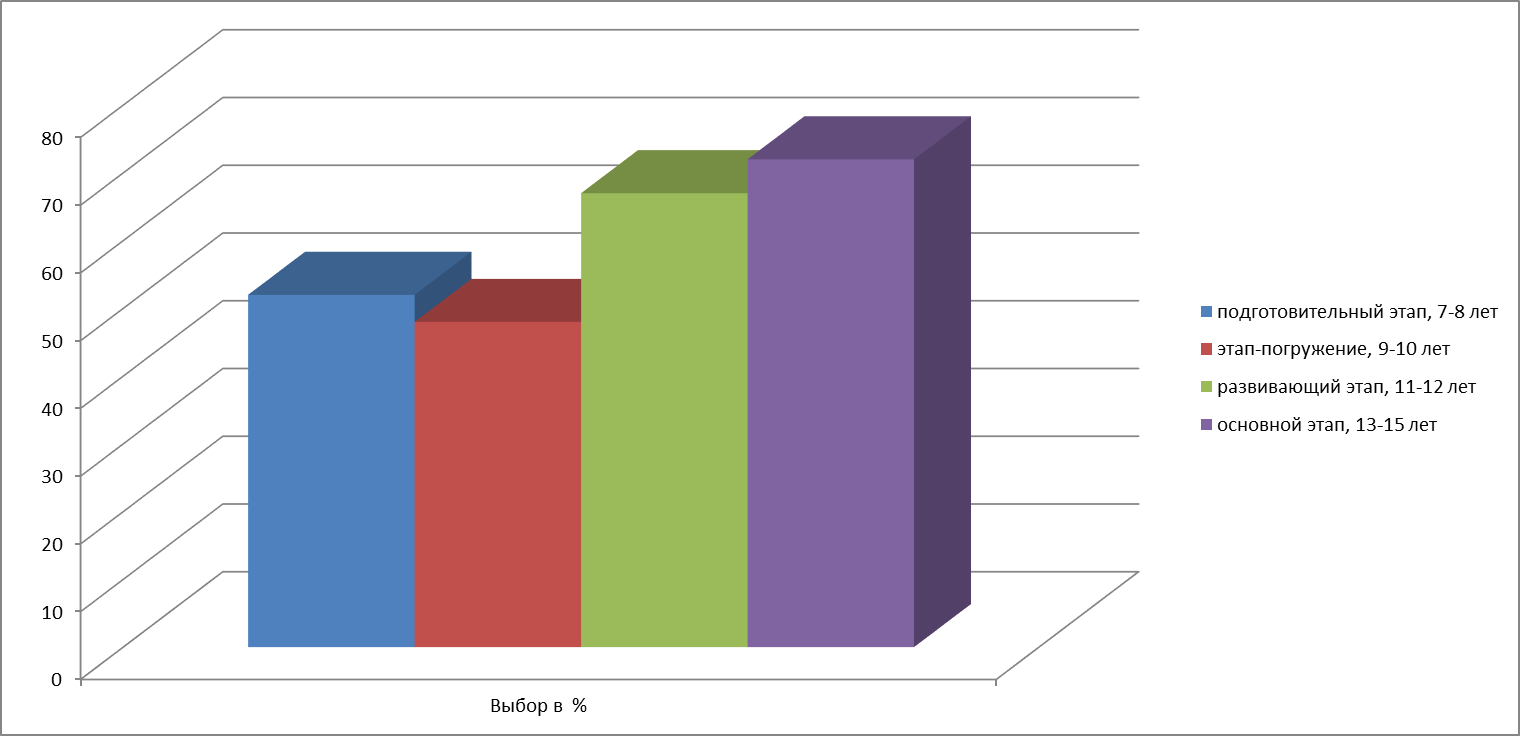 80
70
60
50
40
30
20
10
0
Выбор в  %
подготовительный этап, 7-8 лет
этап-погружение, 9-10 лет
развивающий этап, 11-12 лет
основной этап, 13-15 лет